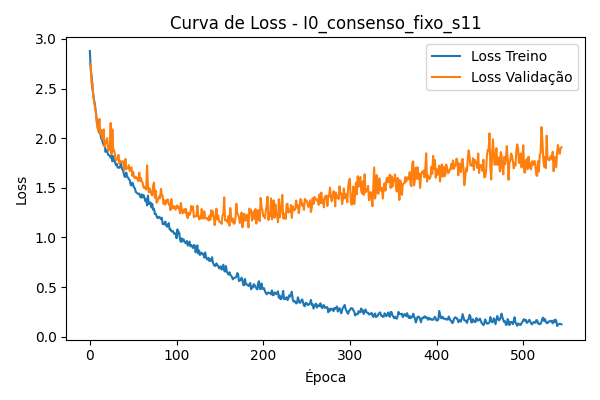 Curva de Loss - I0_consenso_fixo_s11
Loss Treino
Loss Validação
Loss
3.0
2.5
2.0
1.5
1.0
0.5
0.0
0
100
200
300
400
500
Época